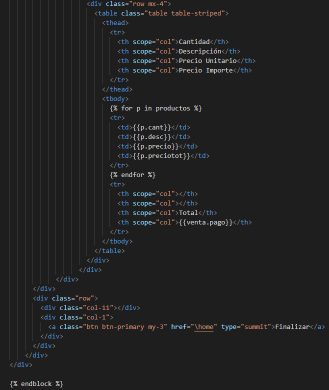 <div class="row mx-4">
<table class="table table-striped">
<thead>
<tr>
<th scope="col">Cantidad</th>
<th scope="col">Descripción</th>
<th scope="col">Precio Unitario</th>
<th scope="col">Precio Importe</th>
</tr>
</thead>
<tbody>
{% for p in productos %}
<tr>
<td>{{p.cant}}</td>
<td>{{p.desc}}</td>
<td>{{p.precio}}</td>
<td>{{p.preciotot}}</td>
</tr>
{% endfor %}
<tr>
<th scope="col"></th>
<th scope="col"></th>
<th scope="col">Total</th>
<th scope="col">{{venta.pago}}</th>
</tr>
</tbody>
</table>
</div>
</div>
</div>
</div>
<div class="row">
<div class="col-11"></div>
<div class="col-1">
<a class="btn btn-primary my-3" href="\home" type="summit">Finalizar</a>
</div>
</div>
</div>
</div>
{% endblock %}